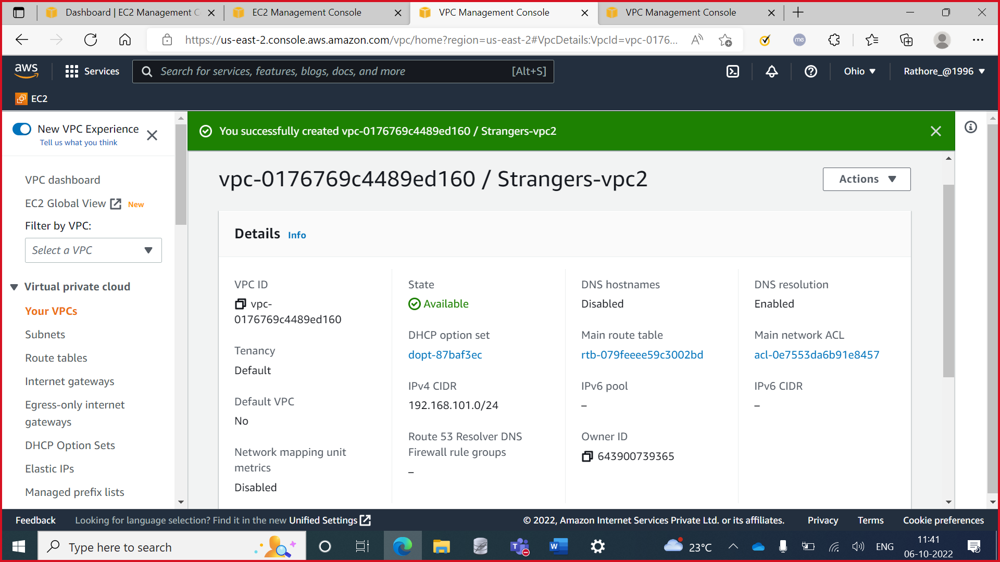 Dashboard | EC2 Management C
EC2 Management Console
VPC Management Console
VPC Management Console
https://us-east-2.console.aws.amazon.com/vpc/home?region=us-east-2#VpcDetails:VpcId=vpc-0176...
me
aws
Services
Search for services, features, blogs, docs, and more
[Alt+S]
Ohio
Rathore_@1996
EC2
New VPC Experience
Tell us what you think
You successfully created vpc-0176769c4489ed160 / Strangers-vpc2
VPC dashboard
EC2 Global View New
Filter by VPC:
Select a VPC
Virtual private cloud
Your VPCs
Subnets
Route tables
Internet gateways
Egress-only internet
gateways
DHCP Option Sets
Elastic IPs
Managed prefix lists
vpc-0176769c4489ed160 / Strangers-vpc2
Actions
Details Info
VPC ID
vpc-
0176769c4489ed160
Tenancy
Default
Default VPC
No
Network mapping unit
metrics
Disabled
State
Available
DHCP option set
dopt-87baf3ec
IPv4 CIDR
192.168.101.0/24
Route 53 Resolver DNS
Firewall rule groups
–
DNS hostnames
Disabled
Main route table
rtb-079feeee59c3002bd
IPv6 pool
–
Owner ID
643900739365
DNS resolution
Enabled
Main network ACL
acl-0e7553da6b91e8457
IPv6 CIDR
–
Feedback
Looking for language selection? Find it in the new Unified Settings
© 2022, Amazon Internet Services Private Ltd. or its affiliates.
Privacy
Terms
Cookie preferences
Type here to search
23°C
ENG
11:41
06-10-2022